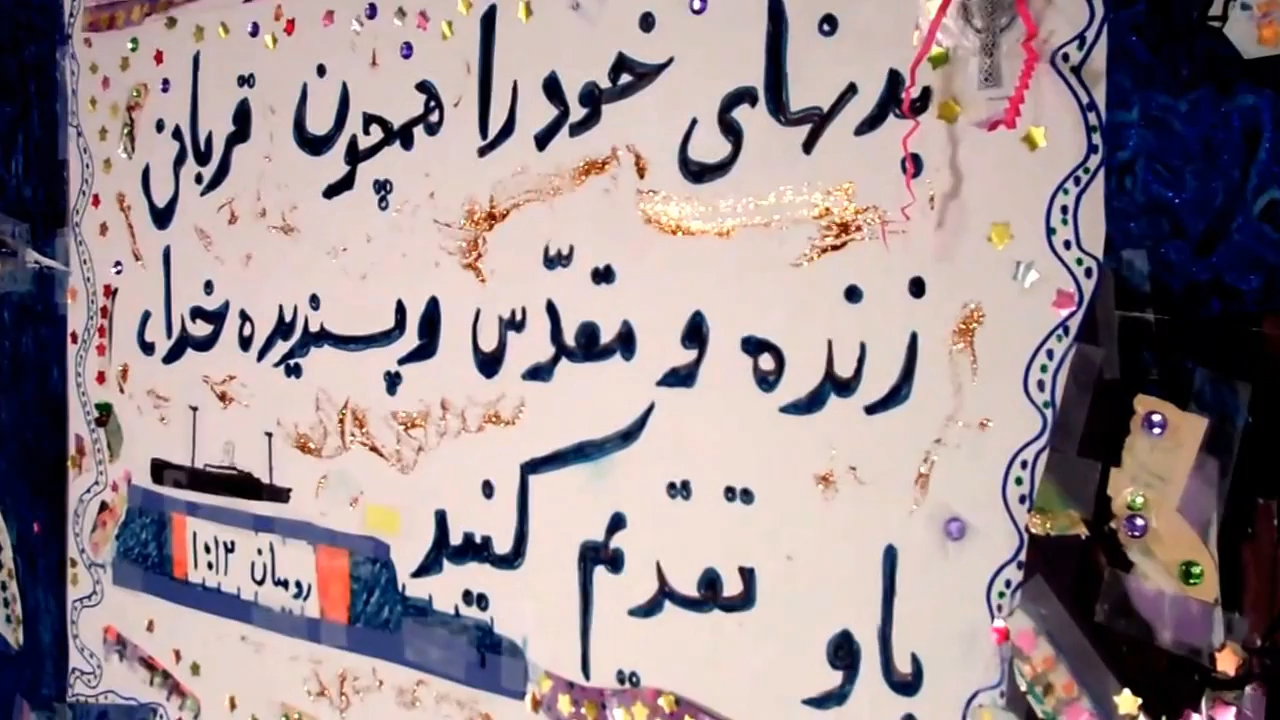 بدنهای خود را همچون قربانی
زنده و مقدّس و پسندیده خدا،
باو تقدیم کنید
رومیان ۱:۱۲